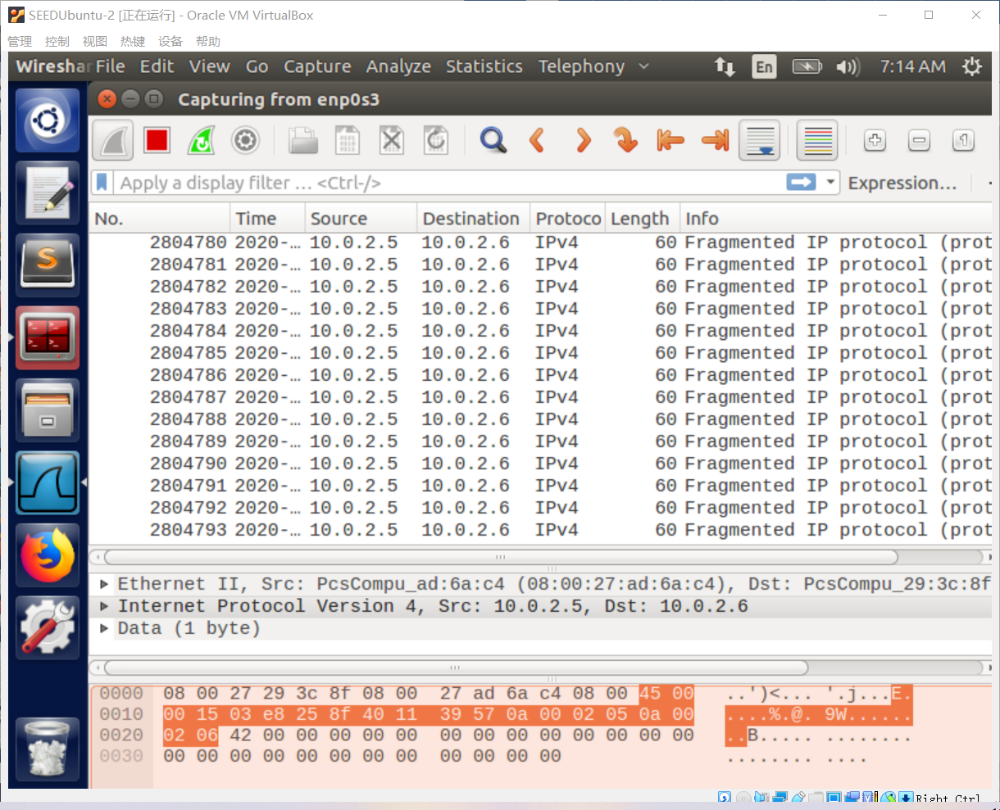 SEEDUbuntu-2 [正在运行] - Oracle VM VirtualBox
管理 控制 视图 热键 设备 帮助
Wireshar File Edit View Go Capture Analyze Statistics Telephony En 7:14 AM
Capturing from enp0s3
Apply a display filter ... <Ctrl-/> Expression...
No. Time Source Destination Protoco Length Info
2804780 2020-... 10.0.2.5 10.0.2.6 IPv4 60 Fragmented IP protocol (prot
2804781 2020-... 10.0.2.5 10.0.2.6 IPv4 60 Fragmented IP protocol (prot
2804782 2020-... 10.0.2.5 10.0.2.6 IPv4 60 Fragmented IP protocol (prot
2804783 2020-... 10.0.2.5 10.0.2.6 IPv4 60 Fragmented IP protocol (prot
2804784 2020-... 10.0.2.5 10.0.2.6 IPv4 60 Fragmented IP protocol (prot
2804785 2020-... 10.0.2.5 10.0.2.6 IPv4 60 Fragmented IP protocol (prot
2804786 2020-... 10.0.2.5 10.0.2.6 IPv4 60 Fragmented IP protocol (prot
2804787 2020-... 10.0.2.5 10.0.2.6 IPv4 60 Fragmented IP protocol (prot
2804788 2020-... 10.0.2.5 10.0.2.6 IPv4 60 Fragmented IP protocol (prot
2804789 2020-... 10.0.2.5 10.0.2.6 IPv4 60 Fragmented IP protocol (prot
2804790 2020-... 10.0.2.5 10.0.2.6 IPv4 60 Fragmented IP protocol (prot
2804791 2020-... 10.0.2.5 10.0.2.6 IPv4 60 Fragmented IP protocol (prot
2804792 2020-... 10.0.2.5 10.0.2.6 IPv4 60 Fragmented IP protocol (prot
2804793 2020-... 10.0.2.5 10.0.2.6 IPv4 60 Fragmented IP protocol (prot
Ethernet II, Src: PcsCompu_ad:6a:c4 (08:00:27:ad:6a:c4), Dst: PcsCompu_29:3c:8f
Internet Protocol Version 4, Src: 10.0.2.5, Dst: 10.0.2.6
Data (1 byte)
0000 08 00 27 29 3c 8f 08 00 27 ad 6a c4 08 00 45 00 ..')<... '.j...E.
0010 00 15 03 e8 25 8f 40 11 39 57 0a 00 02 05 0a 00 ....%.@. 9W......
0020 02 06 42 00 00 00 00 00 00 00 00 00 00 00 00 00 ..B..... ........
0030 00 00 00 00 00 00 00 00 00 00 00 00 ........ ....
Right Ctrl